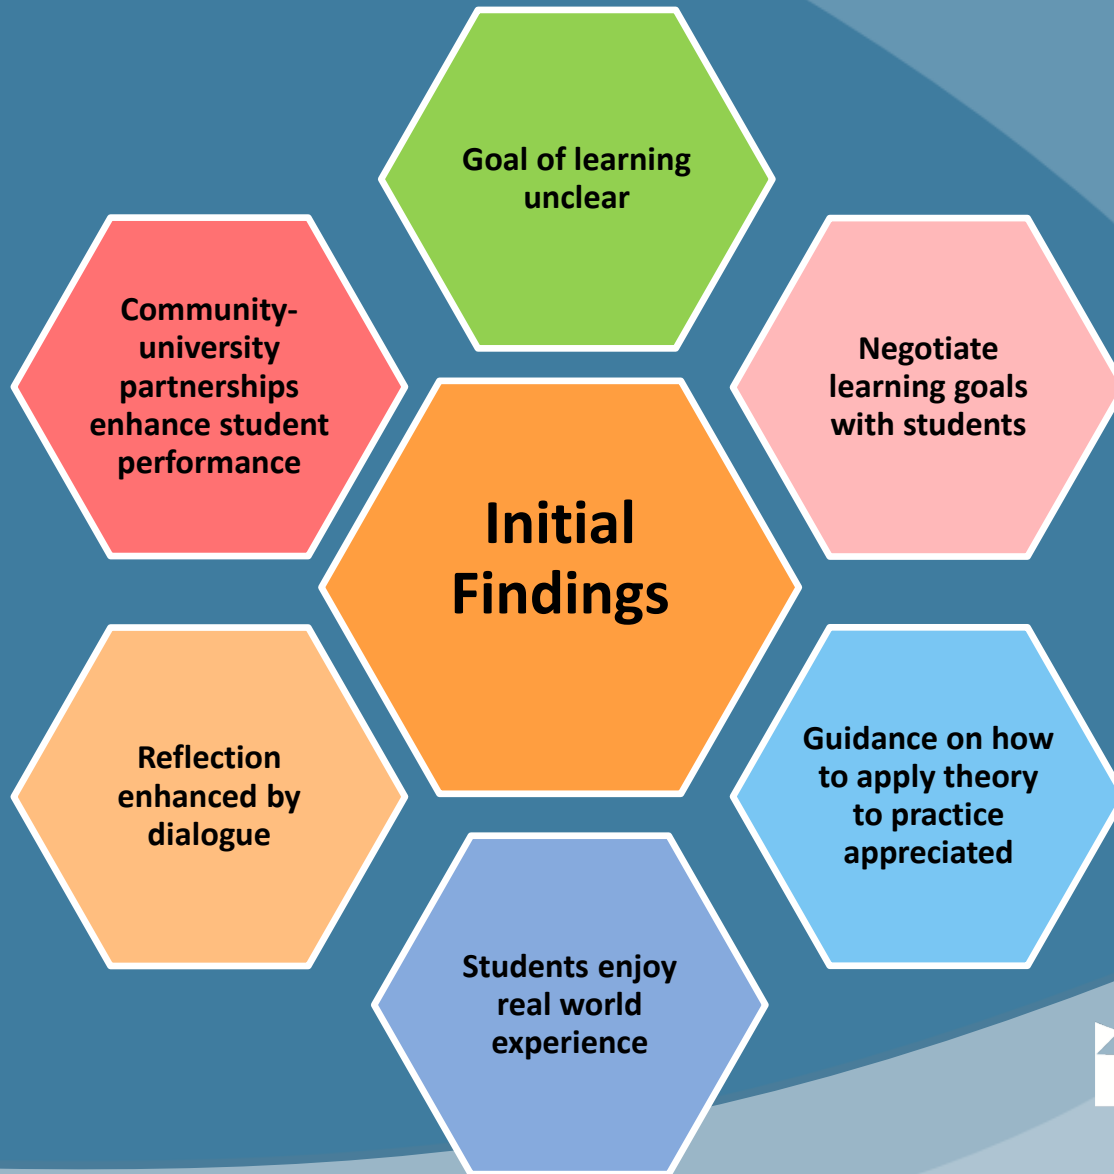 Goal of learning
unclear
Community-
university
partnerships
enhance student
performance
Negotiate
learning goals
with students
Initial
Findings
Reflection
enhanced by
dialogue
Guidance on how
to apply theory
to practice
appreciated
Students enjoy
real world
experience